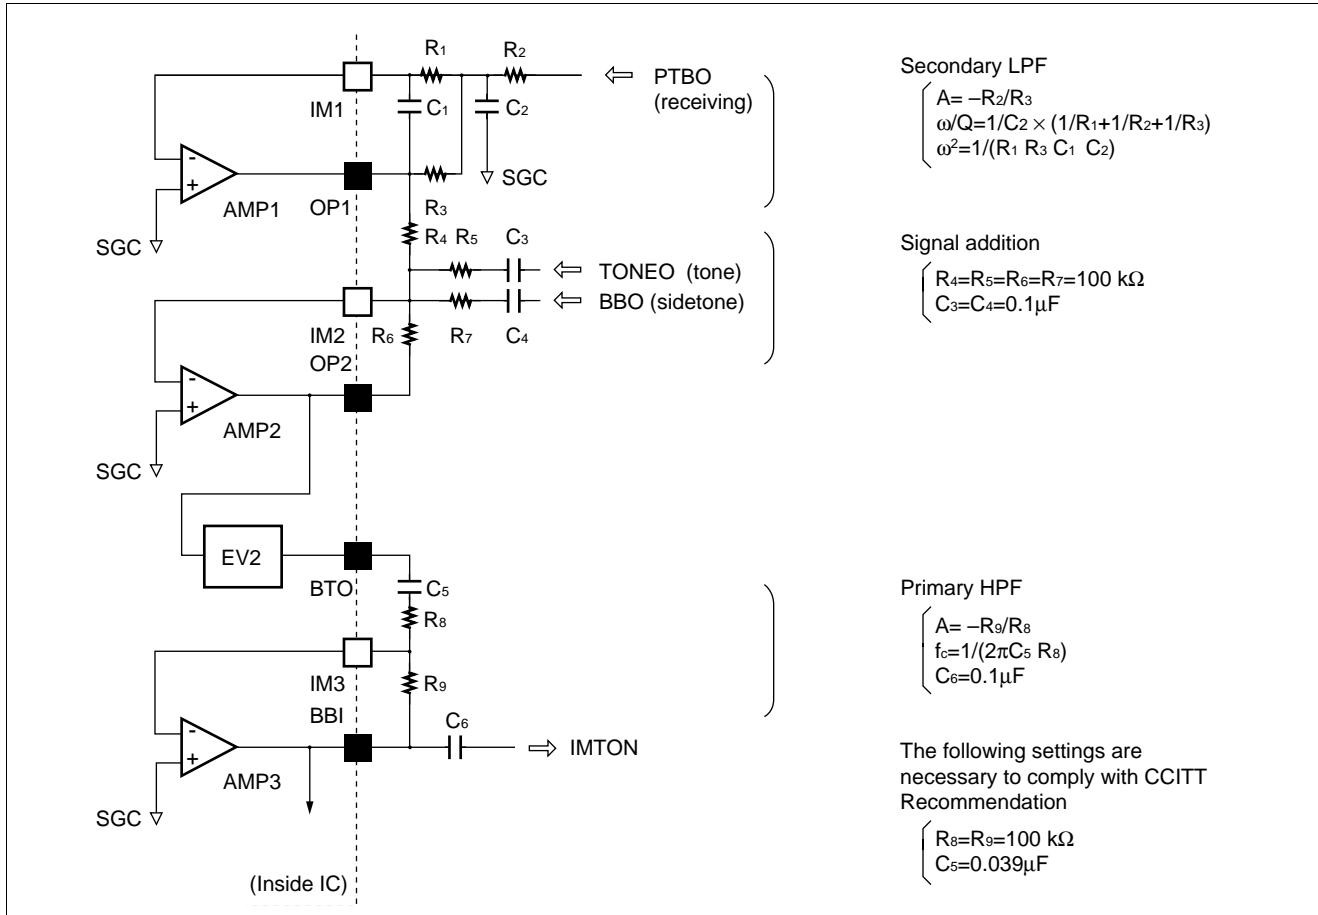 R1
R2
PTBO
(receiving)
IM1
C1
C2
-
+
AMP1
OP1
SGC
R3
SGC
R4
R5
C3
TONEO (tone)
BBO (sidetone)
IM2
R6
R7
C4
OP2
-
+
AMP2
SGC
EV2
BTO
C5
R8
IM3
R9
BBI
C6
-
+
IMTON
AMP3
SGC
(Inside IC)
Secondary LPF
A= –R2/R3
ω/Q=1/C2 × (1/R1+1/R2+1/R3)
ω²=1/(R1 R3 C1 C2)
Signal addition
R4=R5=R6=R7=100 kΩ
C3=C4=0.1µF
Primary HPF
A= –R9/R8
fc=1/(2πC5 R8)
C6=0.1µF
The following settings are
necessary to comply with CCITT
Recommendation
R8=R9=100 kΩ
C5=0.039µF